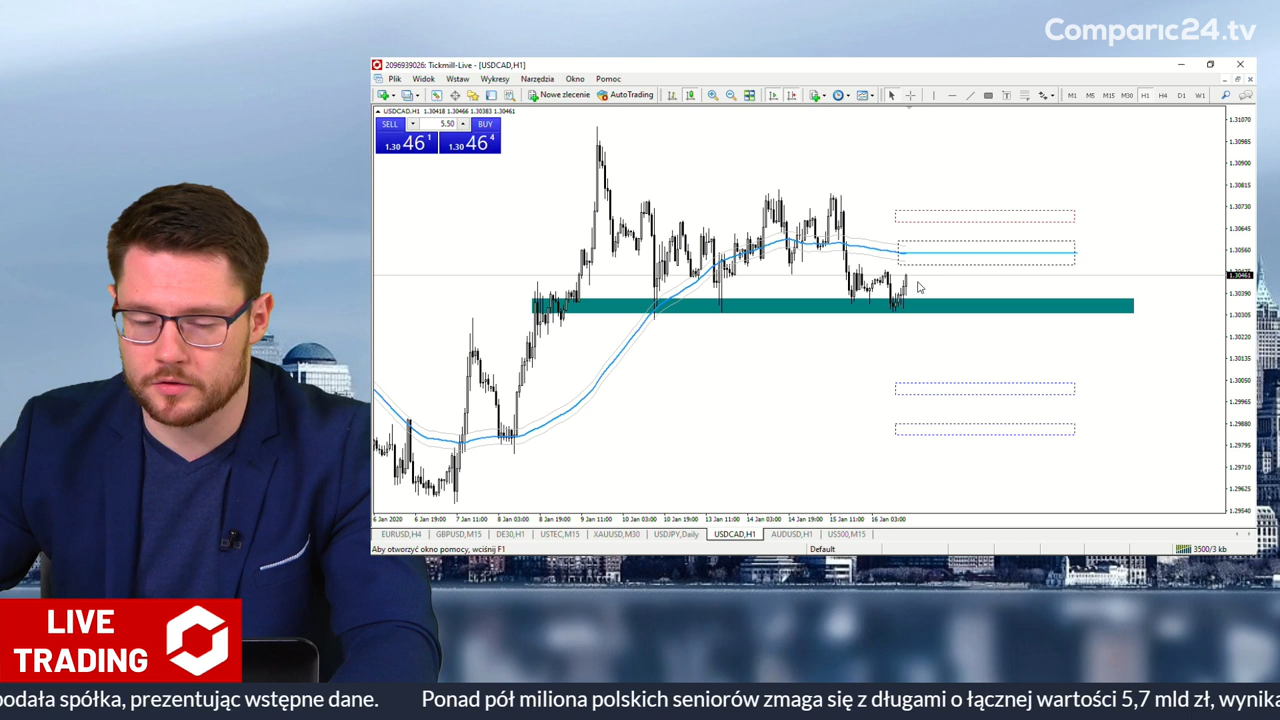 Comparic24.tv
2096939026: Tickmill-Live - [USDCAD,H1]
Plik Widok Wstaw Wykresy Narzędzia Okno Pomoc
Nowe zlecenie AutoTrading M1 M5 M15 M30 H1 H4 D1 W1
USDCAD,H1 1.30418 1.30466 1.30383 1.30461
SELL 5.50 BUY
1.30 46 1 1.30 46 4
1.31070
1.30985
1.30900
1.30815
1.30730
1.30645
1.30560
1.30461
1.30390
1.30305
1.30220
1.30135
1.30050
1.29965
1.29880
1.29795
1.29710
1.29625
1.29540
6 Jan 2020 6 Jan 19:00 7 Jan 11:00 8 Jan 03:00 8 Jan 19:00 9 Jan 11:00 10 Jan 03:00 10 Jan 19:00 13 Jan 11:00 14 Jan 03:00 14 Jan 19:00 15 Jan 11:00 16 Jan 03:00
EURUSD,H4 GBPUSD,M15 DE30,H1 USTEC,M15 XAUUSD,M30 USDJPY,Daily USDCAD,H1 AUDUSD,H1 US500,M15
Aby otworzyć okno pomocy, wciśnij F1 Default 3500/3 kb
LIVE
TRADING
podała spółka, prezentując wstępne dane. Ponad pół miliona polskich seniorów zmaga się z długami o łącznej wartości 5,7 mld zł, wynika